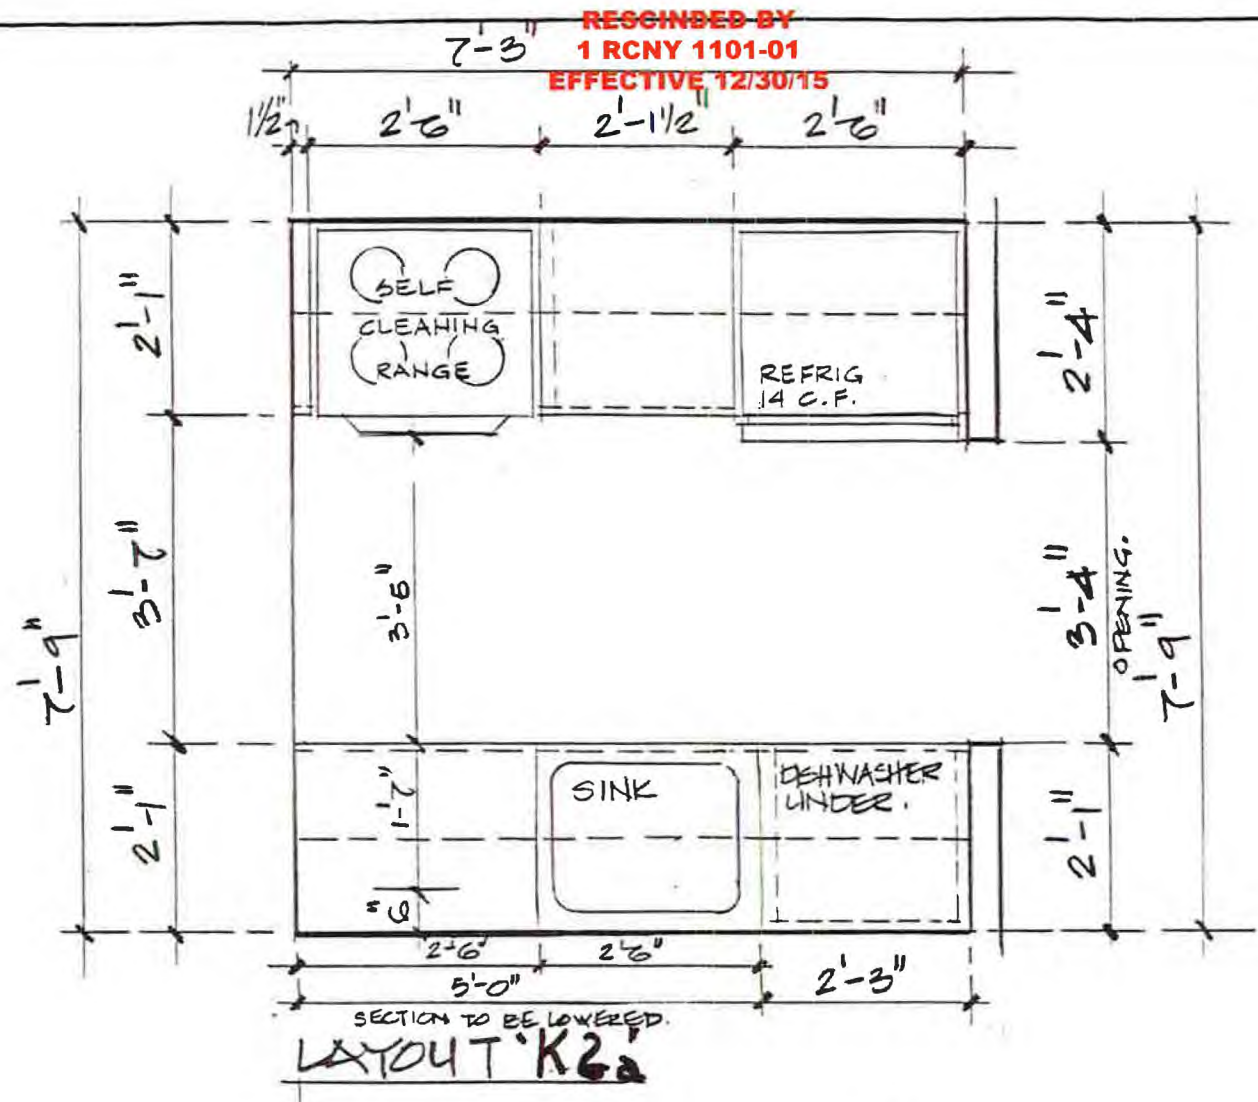 RESCINDED BY
7'-3" 1 RCNY 1101-01
EFFECTIVE 12/30/15
1½" 2'-6" 2'-1½" 2'-6"
2'-1"
3'-7"
2'-1"
7'-9"
SELF
CLEANING
RANGE
REFRIG
14 C.F.
2'-4"
3'-4"
OPENING.
2'-1"
7'-9"
1'-7"
6"
SINK
DISHWASHER
UNDER.
2'-6" 2'-6"
5'-0" 2'-3"
SECTION TO BE LOWERED.
LAYOUT 'K2a'